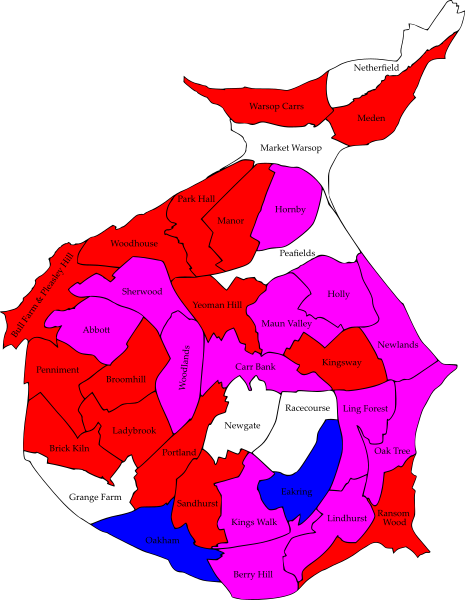 Netherfield
Warsop Carrs
Meden
Market Warsop
Park Hall
Hornby
Manor
Woodhouse
Peafields
Bull Farm & Pleasley Hill
Sherwood
Holly
Yeoman Hill
Maun Valley
Abbott
Newlands
Kingsway
Carr Bank
Woodlands
Penniment
Broomhill
Racecourse
Ling Forest
Newgate
Ladybrook
Brick Kiln
Portland
Oak Tree
Eakring
Grange Farm
Sandhurst
Ransom
Wood
Kings Walk
Lindhurst
Oakham
Berry Hill